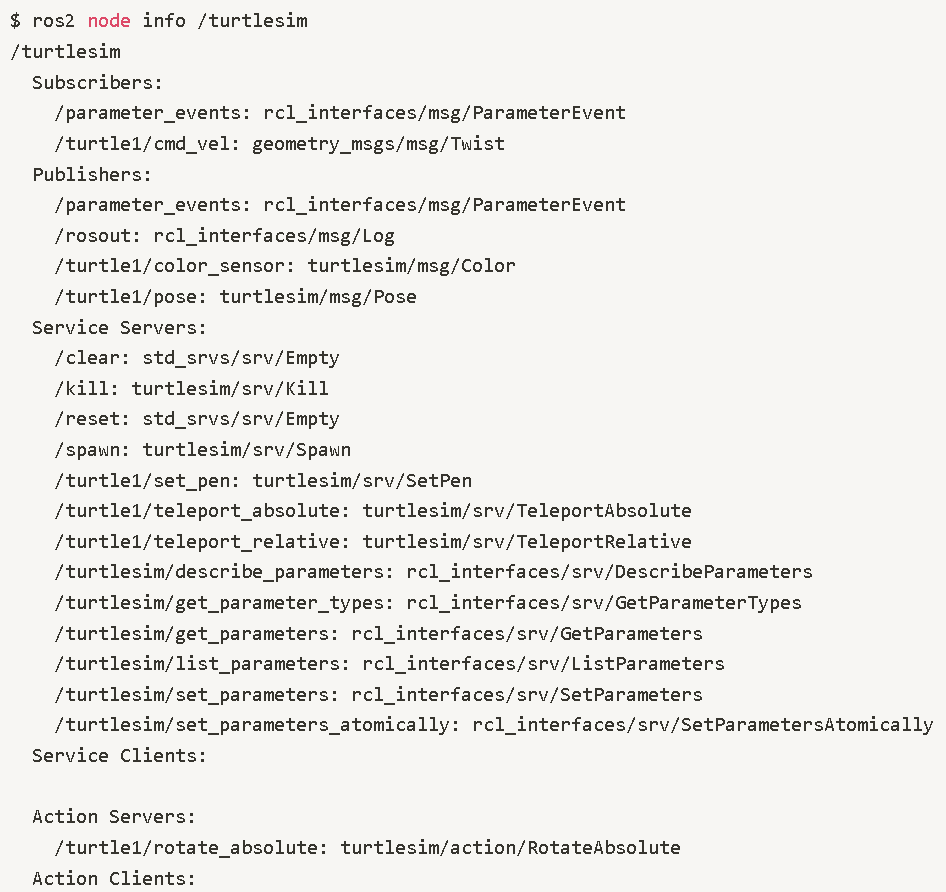 $ ros2 node info /turtlesim
/turtlesim
  Subscribers:
    /parameter_events: rcl_interfaces/msg/ParameterEvent
    /turtle1/cmd_vel: geometry_msgs/msg/Twist
  Publishers:
    /parameter_events: rcl_interfaces/msg/ParameterEvent
    /rosout: rcl_interfaces/msg/Log
    /turtle1/color_sensor: turtlesim/msg/Color
    /turtle1/pose: turtlesim/msg/Pose
  Service Servers:
    /clear: std_srvs/srv/Empty
    /kill: turtlesim/srv/Kill
    /reset: std_srvs/srv/Empty
    /spawn: turtlesim/srv/Spawn
    /turtle1/set_pen: turtlesim/srv/SetPen
    /turtle1/teleport_absolute: turtlesim/srv/TeleportAbsolute
    /turtle1/teleport_relative: turtlesim/srv/TeleportRelative
    /turtlesim/describe_parameters: rcl_interfaces/srv/DescribeParameters
    /turtlesim/get_parameter_types: rcl_interfaces/srv/GetParameterTypes
    /turtlesim/get_parameters: rcl_interfaces/srv/GetParameters
    /turtlesim/list_parameters: rcl_interfaces/srv/ListParameters
    /turtlesim/set_parameters: rcl_interfaces/srv/SetParameters
    /turtlesim/set_parameters_atomically: rcl_interfaces/srv/SetParametersAtomically
  Service Clients:

  Action Servers:
    /turtle1/rotate_absolute: turtlesim/action/RotateAbsolute
  Action Clients: